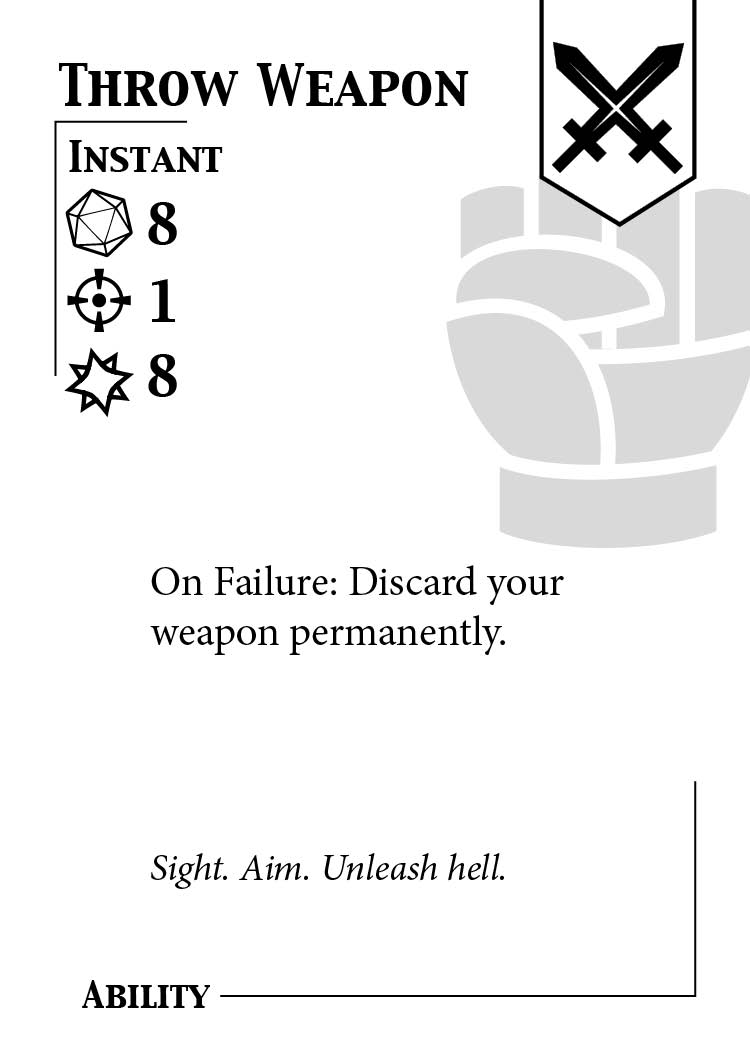 Throw Weapon
Instant
8
1
8
On Failure: Discard your
weapon permanently.
Sight. Aim. Unleash hell.
Ability